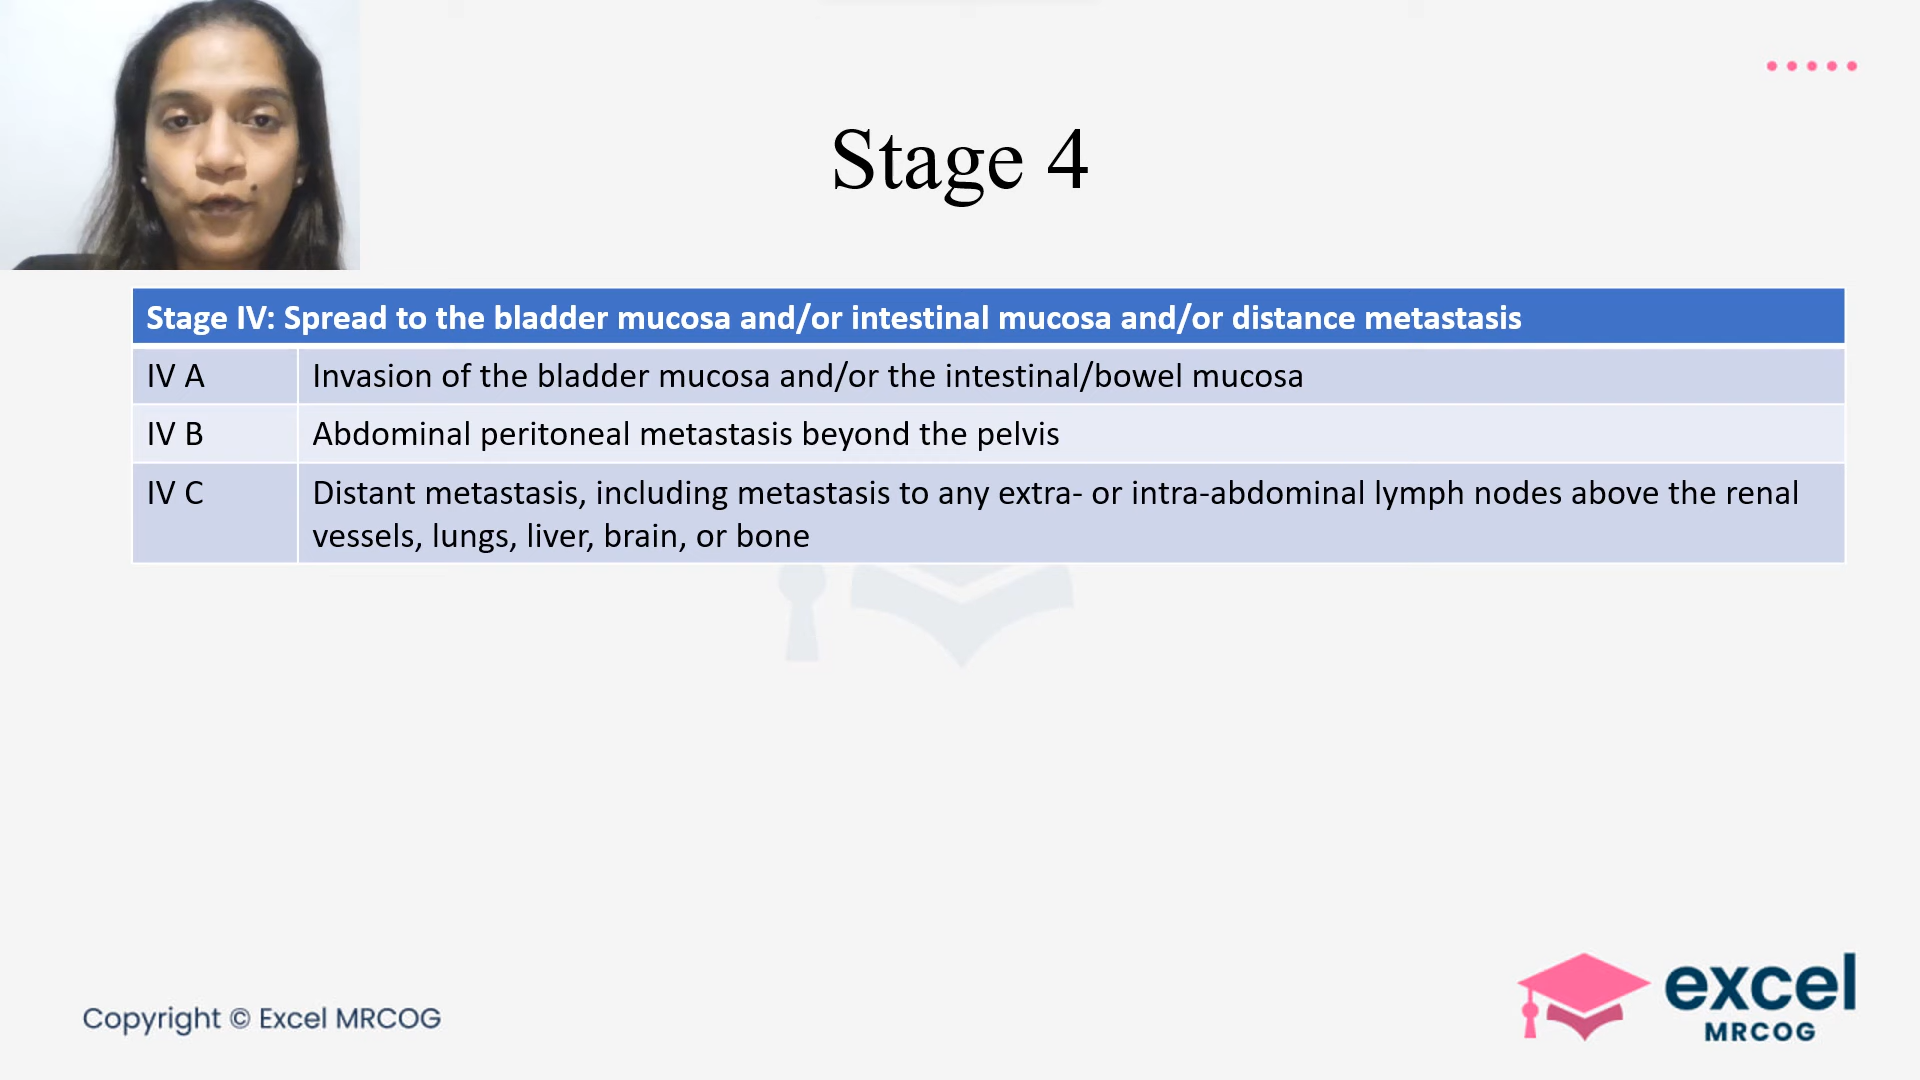 Stage 4
Stage IV: Spread to the bladder mucosa and/or intestinal mucosa and/or distance metastasis
IV A Invasion of the bladder mucosa and/or the intestinal/bowel mucosa
IV B Abdominal peritoneal metastasis beyond the pelvis
IV C Distant metastasis, including metastasis to any extra- or intra-abdominal lymph nodes above the renal
vessels, lungs, liver, brain, or bone
Copyright © Excel MRCOG
excel
MRCOG